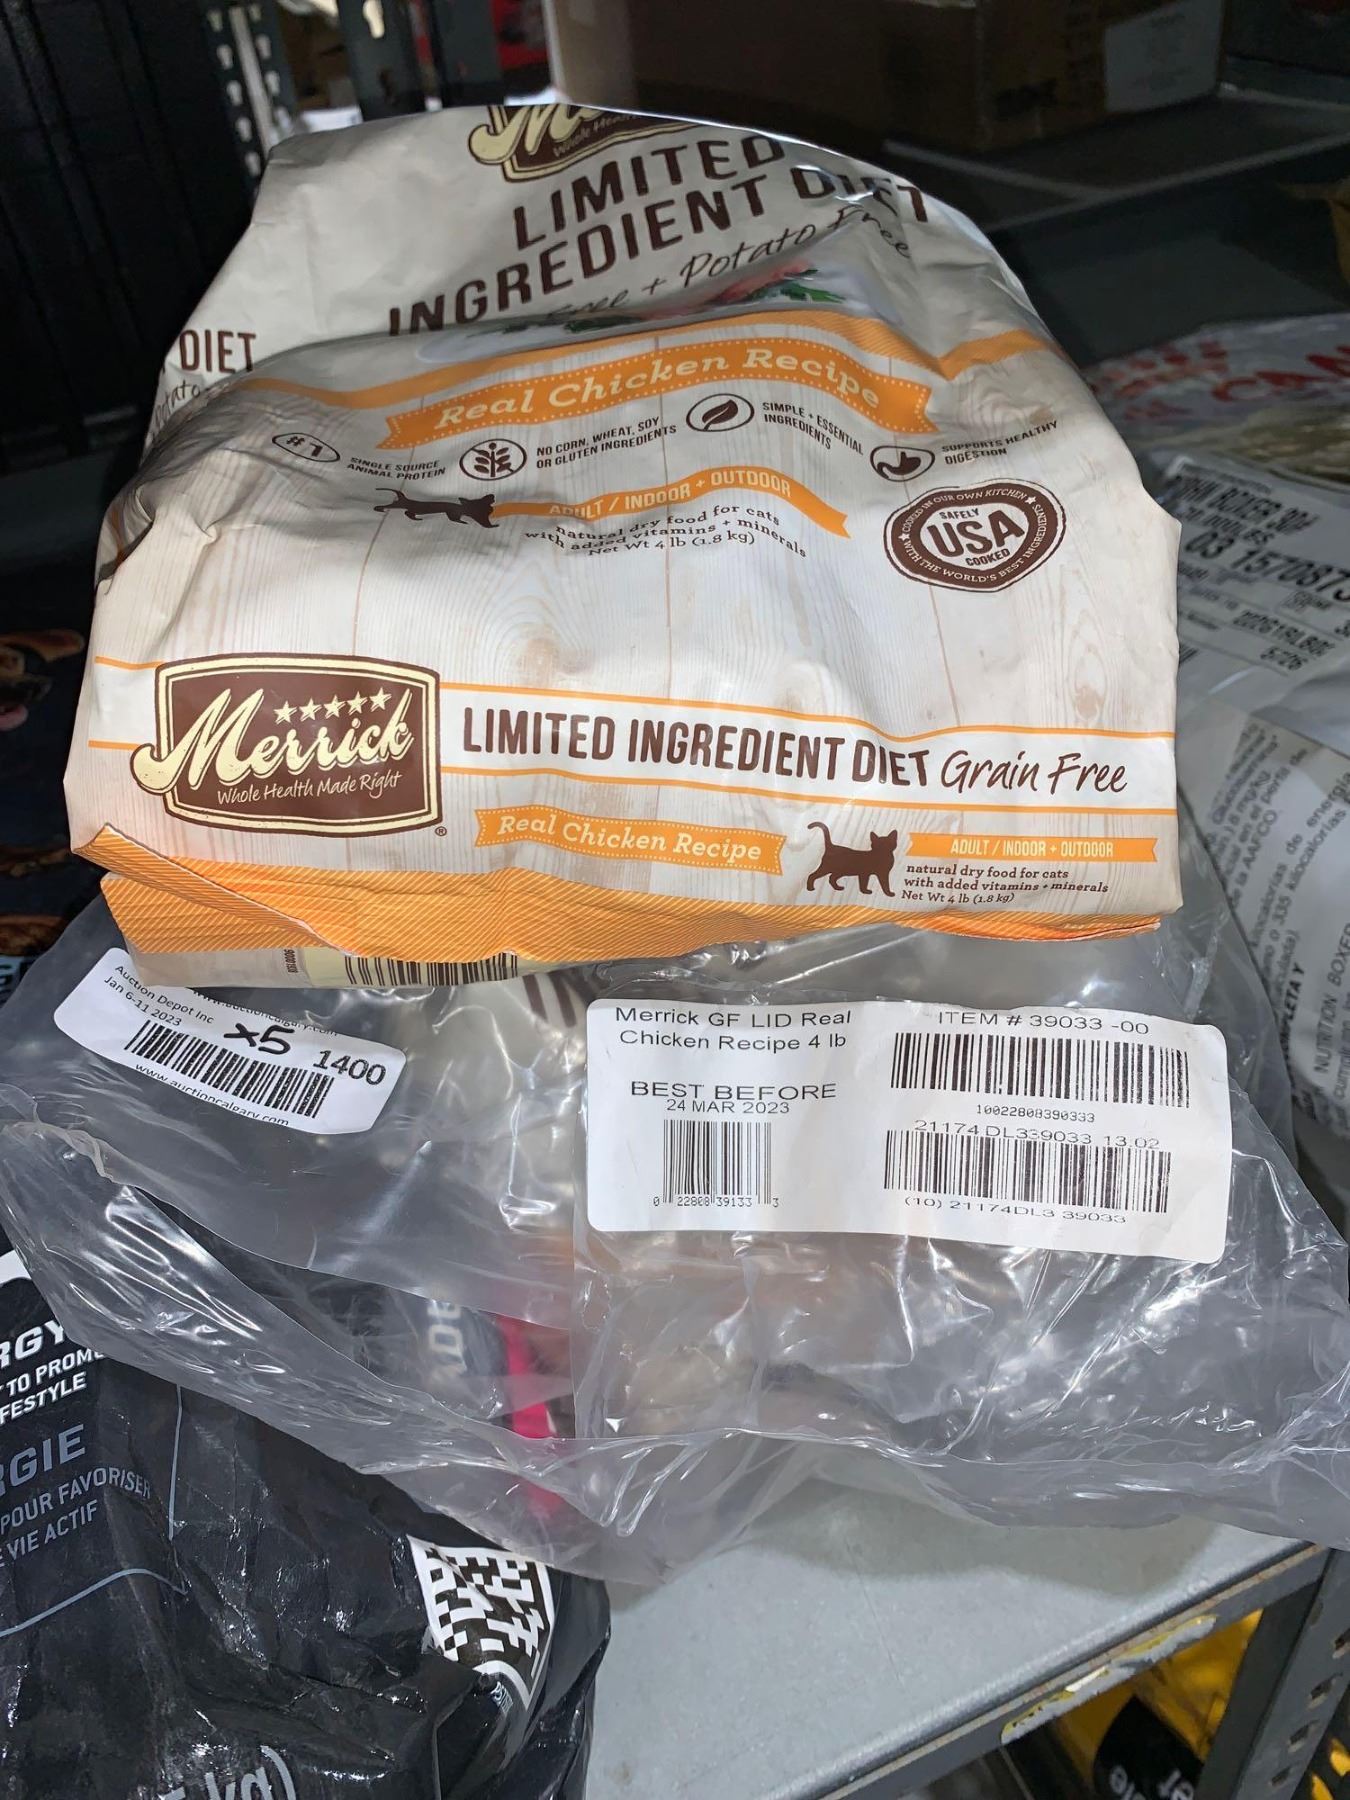 LIMITED
INGREDIENT DIET
+ Potato Free
DIET
Real Chicken Recipe
#1
SINGLE SOURCE
ANIMAL PROTEIN
NO CORN, WHEAT, SOY
OR GLUTEN INGREDIENTS
SIMPLE + ESSENTIAL
INGREDIENTS
SUPPORTS HEALTHY
DIGESTION
ADULT / INDOOR + OUTDOOR
natural dry food for cats
with added vitamins + minerals
Net Wt 4 lb (1.8 kg)
COOKED IN OUR OWN KITCHEN
SAFELY
USA
COOKED
WITH THE WORLD'S BEST INGREDIENTS
Merrick
Whole Health Made Right
®
LIMITED INGREDIENT DIET Grain Free
Real Chicken Recipe
ADULT / INDOOR + OUTDOOR
natural dry food for cats
with added vitamins + minerals
Net Wt 4 lb (1.8 kg)
Auction Depot Inc
Jan 6-11 2023
x5
1400
www.auctioncalgary.com
Merrick GF LID Real
Chicken Recipe 4 lb
BEST BEFORE
24 MAR 2023
0 22808 39133 3
ITEM # 39033 -00
10022808390333
21174 DL339033 13:02
(10) 21174DL3 39033
TO PROM
FESTYLE
GIE
POUR FAVORISER
VIE ACTIF
kg)
NUTRITION BOXER